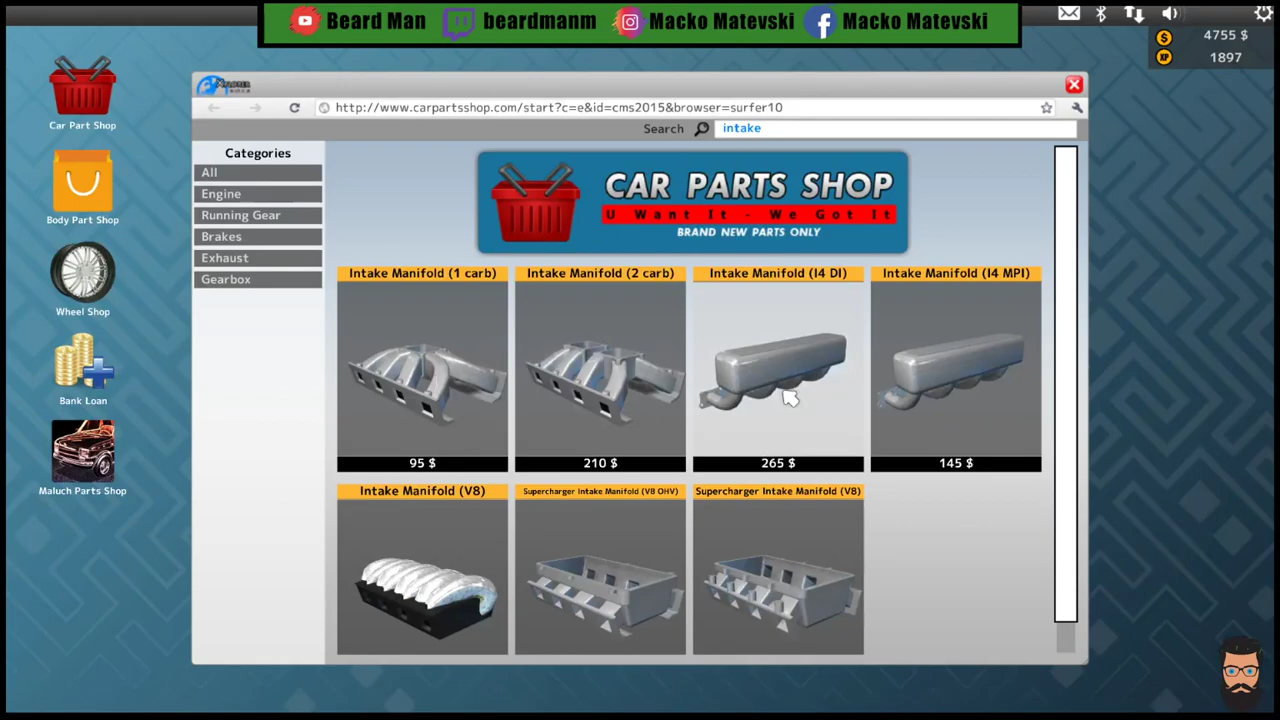 Beard Man
beardmanm
Macko Matevski
Macko Matevski
4755 $
XP
1897
Car Part Shop
Body Part Shop
Wheel Shop
Bank Loan
Maluch Parts Shop
http://www.carpartsshop.com/start?c=e&id=cms2015&browser=surfer10
Search
intake
Categories
All
Engine
Running Gear
Brakes
Exhaust
Gearbox
CAR PARTS SHOP
U Want It - We Got It
BRAND NEW PARTS ONLY
Intake Manifold (1 carb)
95 $
Intake Manifold (2 carb)
210 $
Intake Manifold (I4 DI)
265 $
Intake Manifold (I4 MPI)
145 $
Intake Manifold (V8)
Supercharger Intake Manifold (V8 OHV)
Supercharger Intake Manifold (V8)